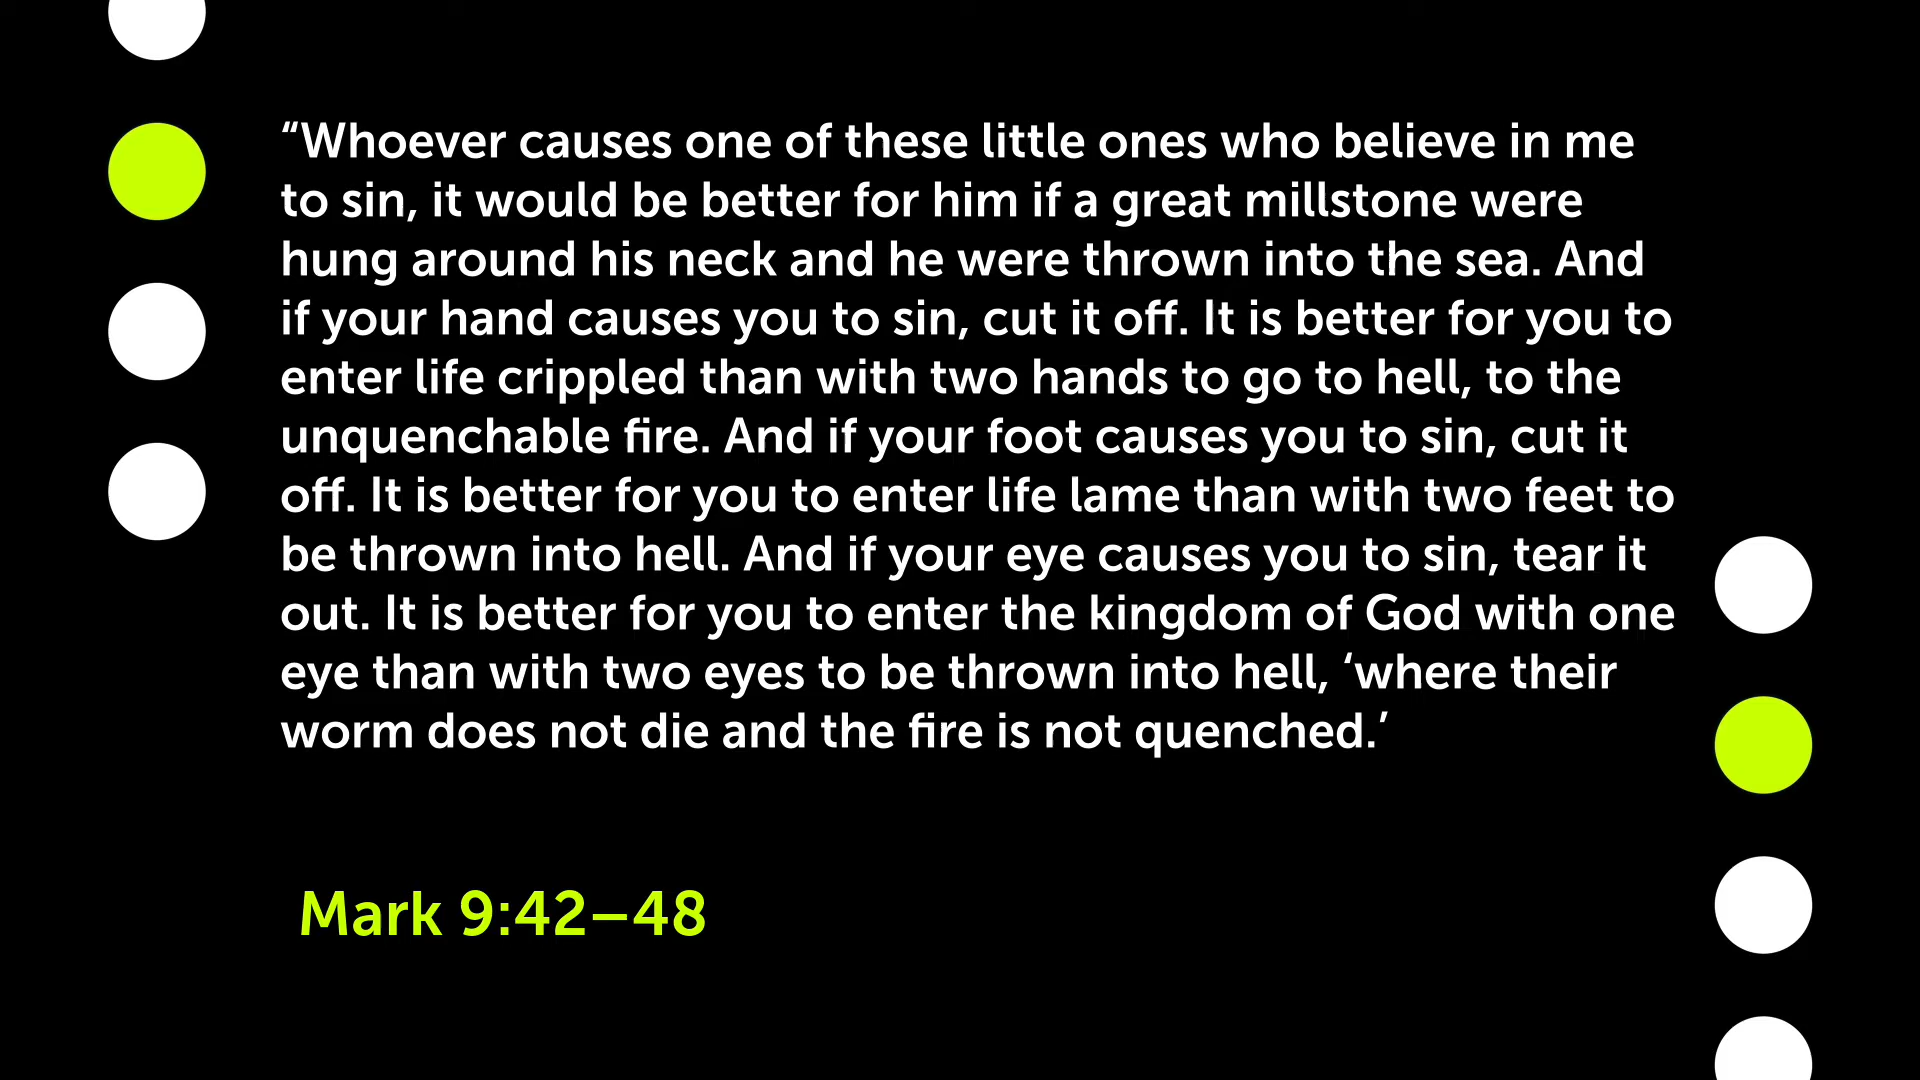 “Whoever causes one of these little ones who believe in me
to sin, it would be better for him if a great millstone were
hung around his neck and he were thrown into the sea. And
if your hand causes you to sin, cut it off. It is better for you to
enter life crippled than with two hands to go to hell, to the
unquenchable fire. And if your foot causes you to sin, cut it
off. It is better for you to enter life lame than with two feet to
be thrown into hell. And if your eye causes you to sin, tear it
out. It is better for you to enter the kingdom of God with one
eye than with two eyes to be thrown into hell, ‘where their
worm does not die and the fire is not quenched.’
Mark 9:42–48